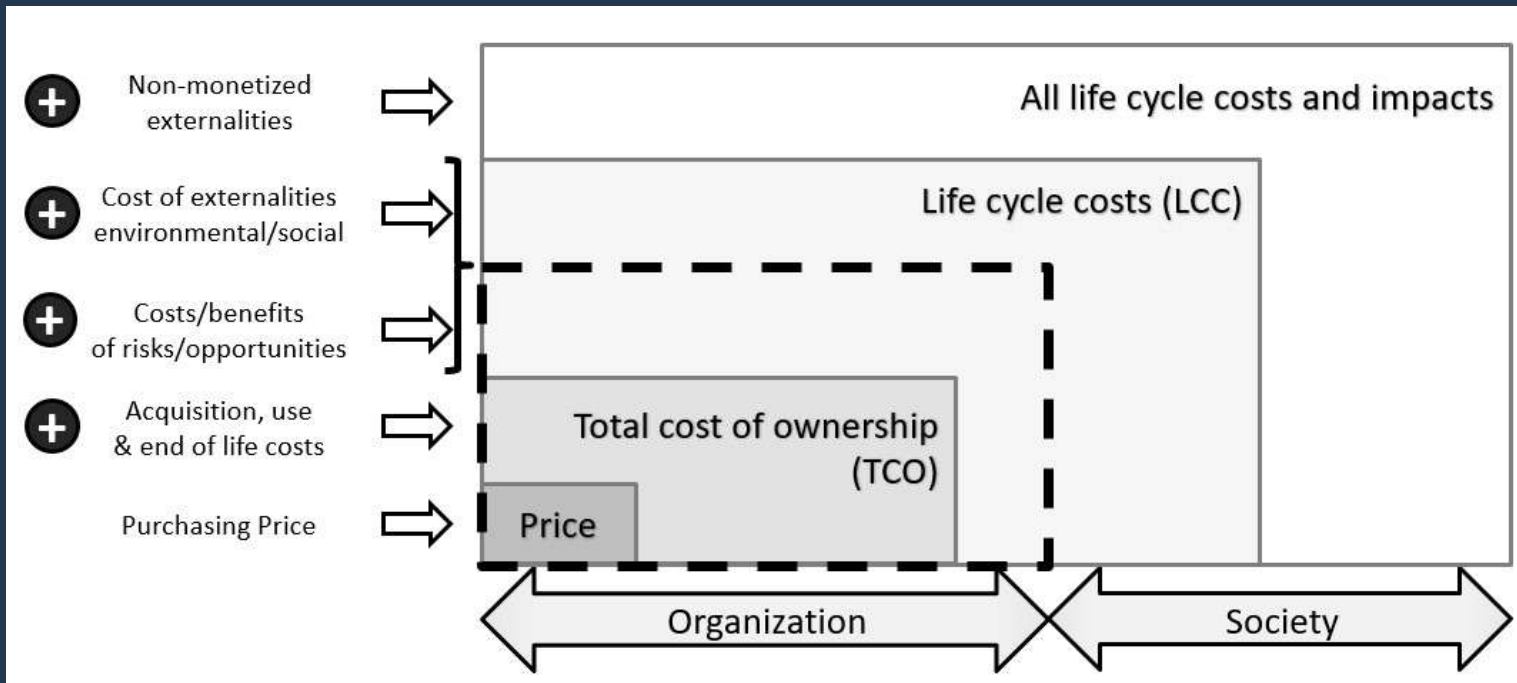 + Non-monetized
externalities
All life cycle costs and impacts
+ Cost of externalities
environmental/social
Life cycle costs (LCC)
+ Costs/benefits
of risks/opportunities
+ Acquisition, use
& end of life costs
Total cost of ownership
(TCO)
Purchasing Price
Price
Organization
Society